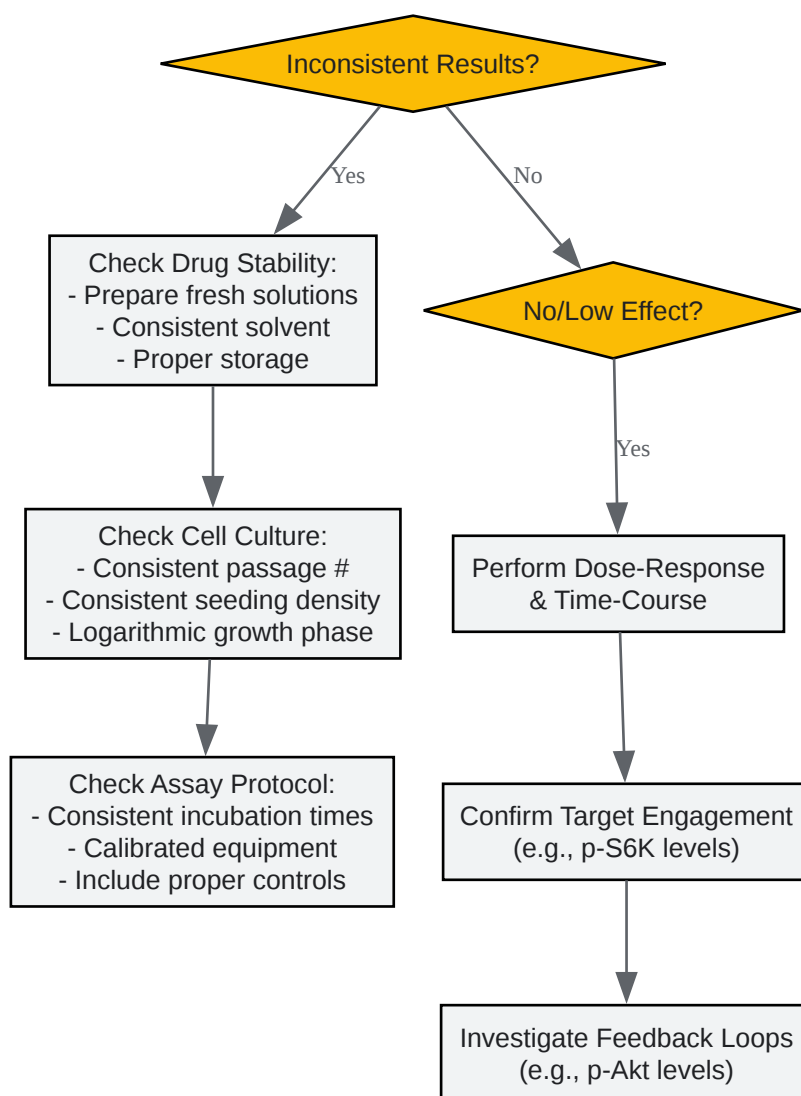 Inconsistent Results?
Yes
No
Check Drug Stability:
- Prepare fresh solutions
- Consistent solvent
- Proper storage
No/Low Effect?
Yes
Check Cell Culture:
- Consistent passage #
- Consistent seeding density
- Logarithmic growth phase
Perform Dose-Response
& Time-Course
Check Assay Protocol:
- Consistent incubation times
- Calibrated equipment
- Include proper controls
Confirm Target Engagement
(e.g., p-S6K levels)
Investigate Feedback Loops
(e.g., p-Akt levels)